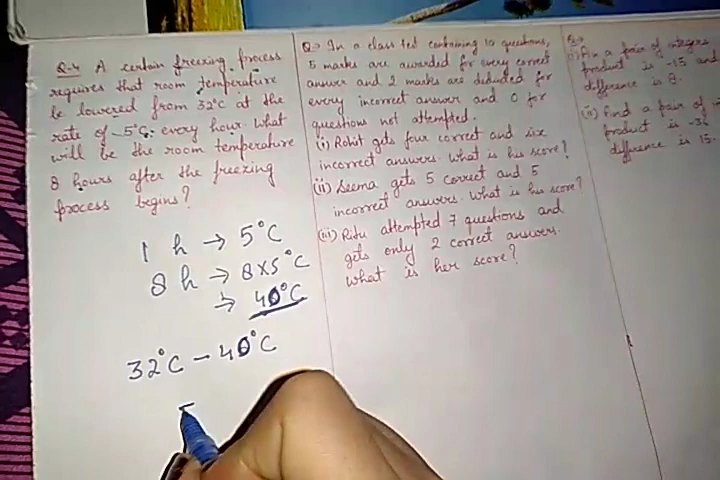 Q-4 A certain freezing process
requires that room temperature
be lowered from 32°C at the
rate of 5°C every hour. What
will be the room temperature
8 hours after the freezing
process begins?
1 h → 5°C
8 h → 8×5°C
→ 40°C
32°C - 40°C
Q→ In a class test containing 10 questions,
5 marks are awarded for every correct
answer and 2 marks are deducted for
every incorrect answer and 0 for
questions not attempted.
(i) Rohit gets four correct and six
incorrect answers. What is his score?
(ii) Seema gets 5 correct and 5
incorrect answers. What is her score?
(iii) Ritu attempted 7 questions and
gets only 2 correct answers.
What is her score?
Q→
a pair of integers
product is -15 and
difference is 8.
(ii) Find a pair of
product is -36
difference is 15.